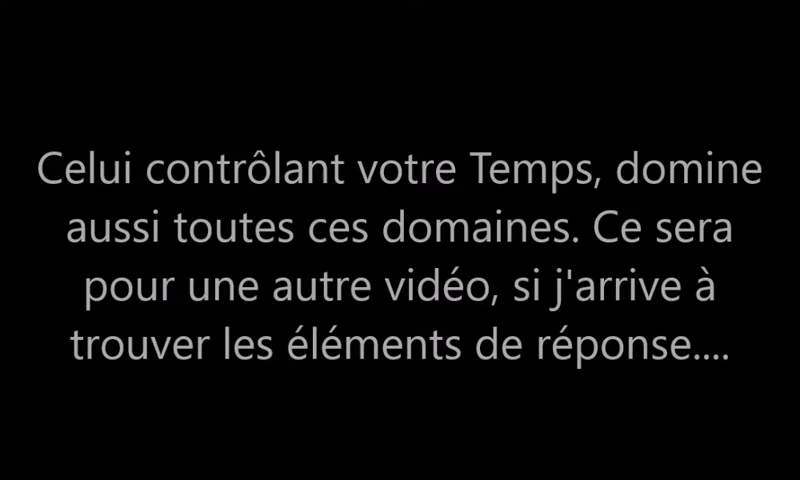 Celui contrôlant votre Temps, domine
aussi toutes ces domaines. Ce sera
pour une autre vidéo, si j'arrive à
trouver les éléments de réponse....